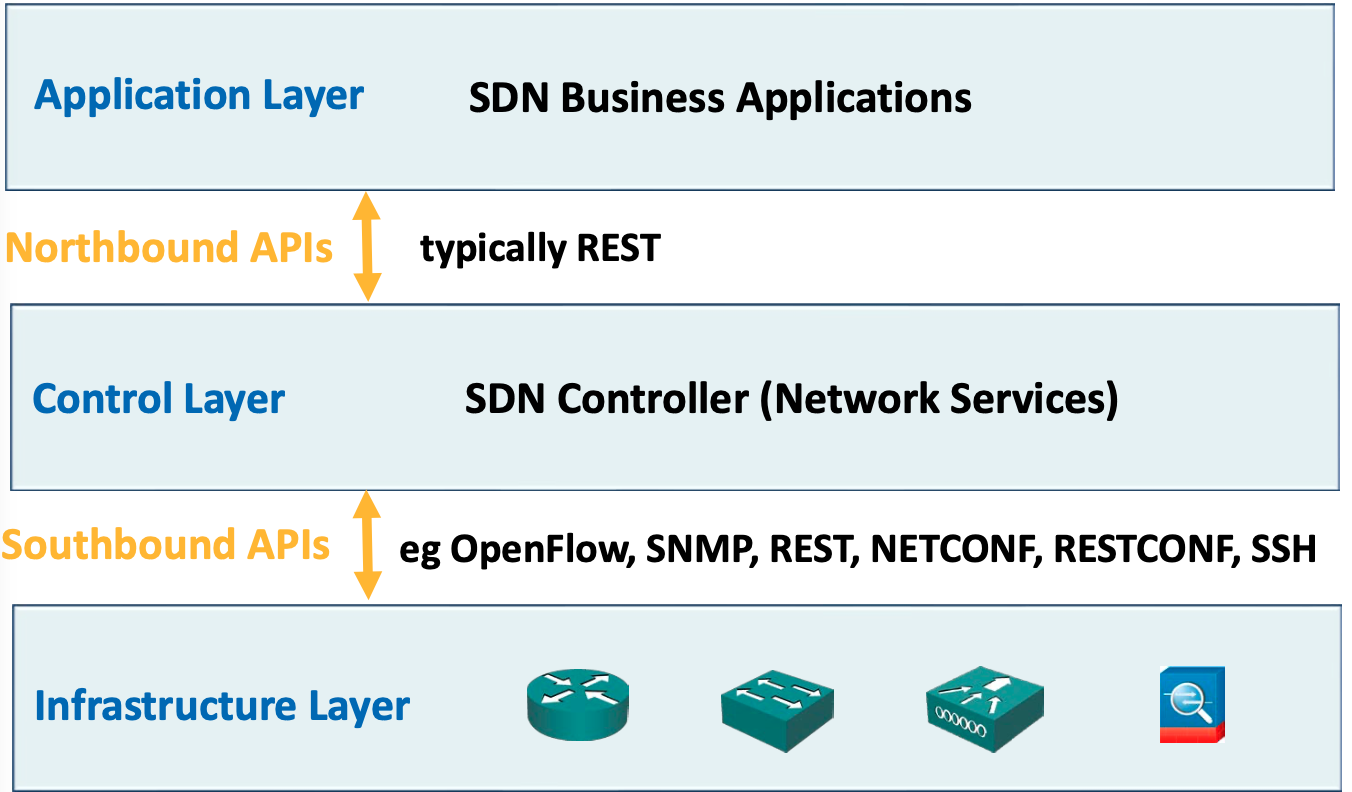 Application Layer SDN Business Applications
Northbound APIs typically REST
Control Layer SDN Controller (Network Services)
Southbound APIs eg OpenFlow, SNMP, REST, NETCONF, RESTCONF, SSH
Infrastructure Layer